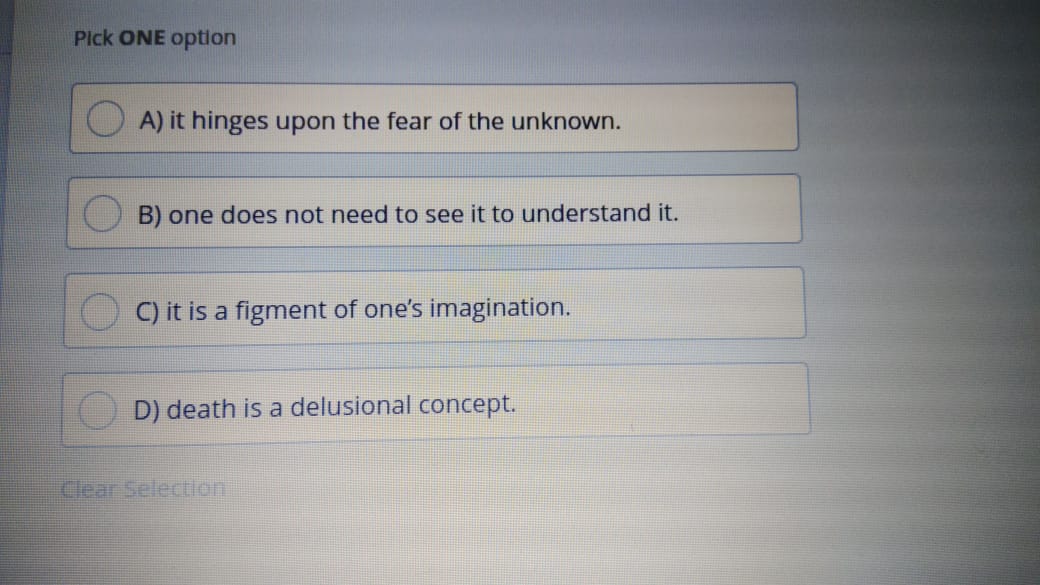 Pick ONE option
A) it hinges upon the fear of the unknown.
B) one does not need to see it to understand it.
C) it is a figment of one’s imagination.
D) death is a delusional concept.
Clear Selection